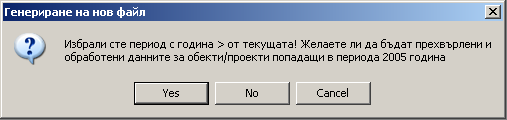 Генериране на нов файл
Избрали сте период с година > от текущата! Желаете ли да бъдат прехвърлени и
обработени данните за обекти/проекти попадащи в периода 2005 година
Yes
No
Cancel